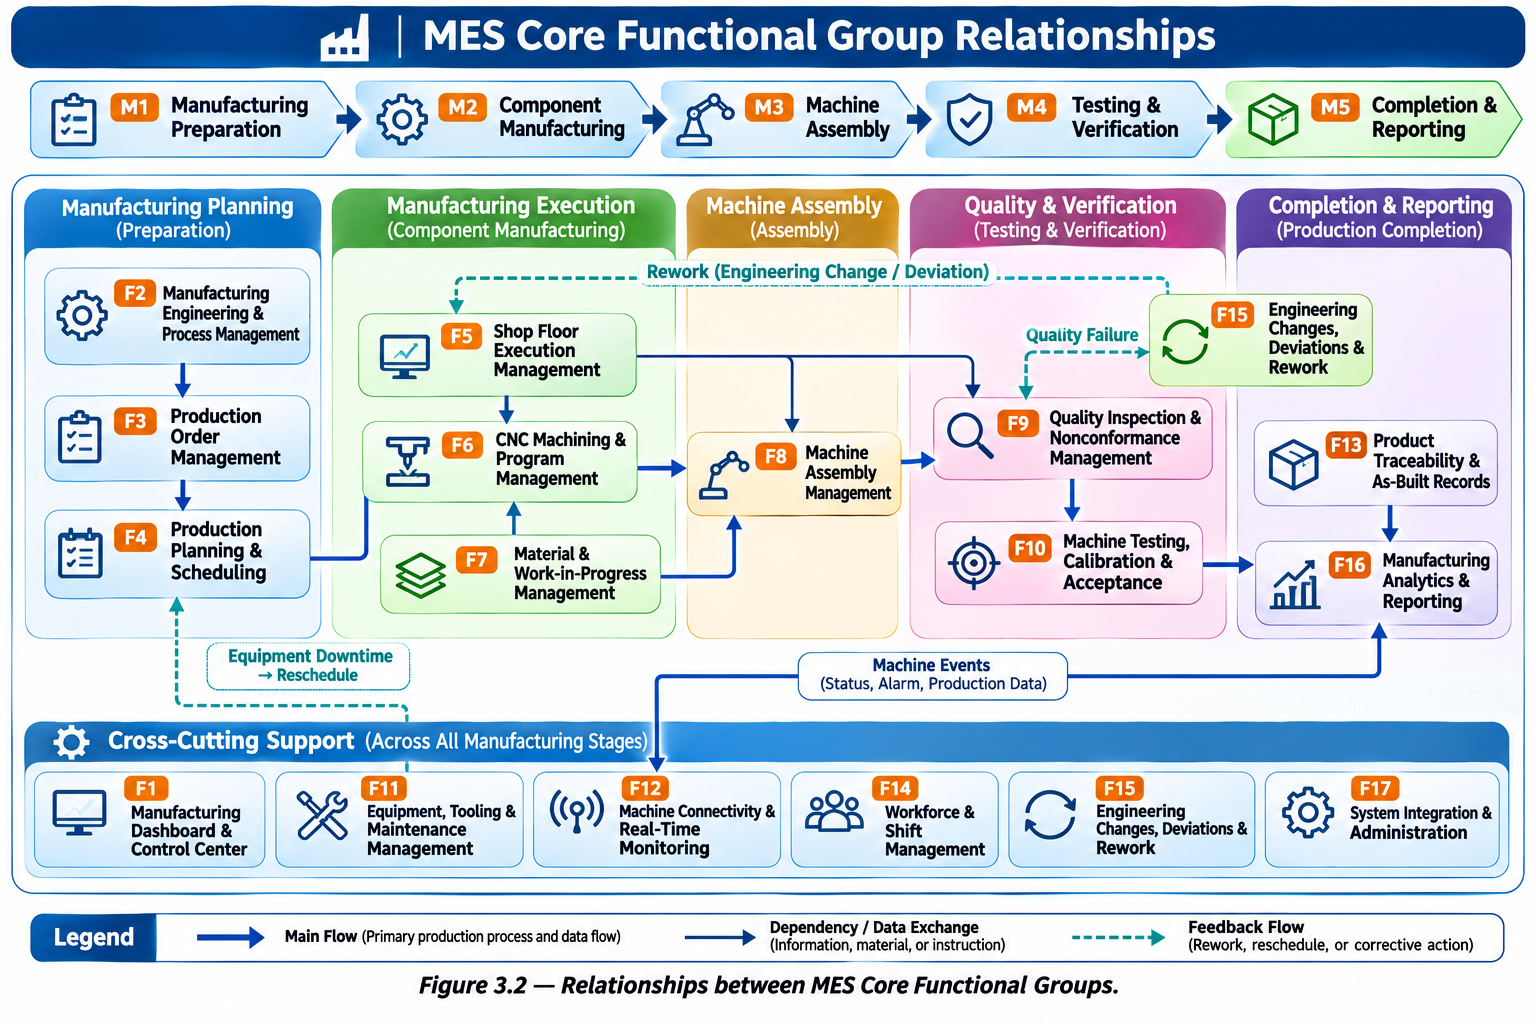 MES Core Functional Group Relationships
M1 Manufacturing
Preparation
M2 Component
Manufacturing
M3 Machine
Assembly
M4 Testing &
Verification
M5 Completion &
Reporting
Manufacturing Planning
(Preparation)
Manufacturing Execution
(Component Manufacturing)
Machine Assembly
(Assembly)
Quality & Verification
(Testing & Verification)
Completion & Reporting
(Production Completion)
F2 Manufacturing
Engineering &
Process Management
F3 Production
Order
Management
F4 Production
Planning &
Scheduling
Rework (Engineering Change / Deviation)
F5 Shop Floor
Execution
Management
F6 CNC Machining &
Program
Management
F7 Material &
Work-in-Progress
Management
F8 Machine
Assembly
Management
Quality Failure
F9 Quality Inspection &
Nonconformance
Management
F10 Machine Testing,
Calibration &
Acceptance
F15 Engineering
Changes,
Deviations &
Rework
F13 Product
Traceability &
As-Built Records
F16 Manufacturing
Analytics &
Reporting
Equipment Downtime
→ Reschedule
Machine Events
(Status, Alarm, Production Data)
Cross-Cutting Support (Across All Manufacturing Stages)
F1
Manufacturing
Dashboard &
Control Center
F11
Equipment, Tooling &
Maintenance
Management
F12
Machine Connectivity &
Real-Time
Monitoring
F14
Workforce &
Shift
Management
F15
Engineering
Changes, Deviations &
Rework
F17
System Integration &
Administration
Legend
Main Flow (Primary production process and data flow)
Dependency / Data Exchange
(Information, material, or instruction)
Feedback Flow
(Rework, reschedule, or corrective action)
Figure 3.2 — Relationships between MES Core Functional Groups.